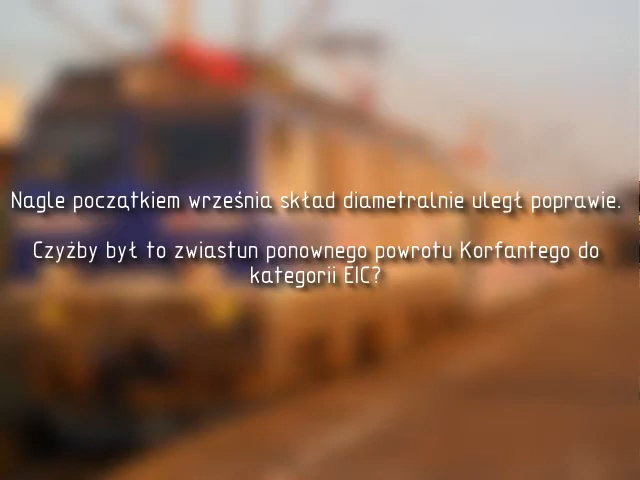 Nagle początkiem września skład diametralnie uległ poprawie.
Czyżby był to zwiastun ponownego powrotu Korfantego do
kategorii EIC?